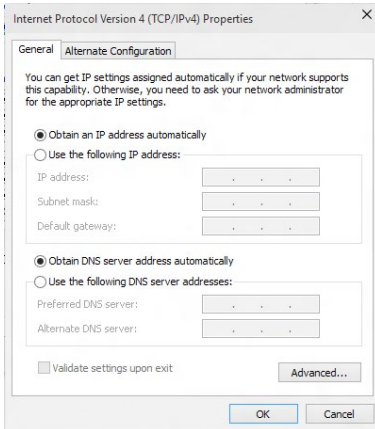 Internet Protocol Version 4 (TCP/IPv4) Properties
General
Alternate Configuration
You can get IP settings assigned automatically if your network supports
this capability. Otherwise, you need to ask your network administrator
for the appropriate IP settings.
Obtain an IP address automatically
Use the following IP address:
IP address:
Subnet mask:
Default gateway:
Obtain DNS server address automatically
Use the following DNS server addresses:
Preferred DNS server:
Alternate DNS server:
Validate settings upon exit
Advanced...
OK
Cancel